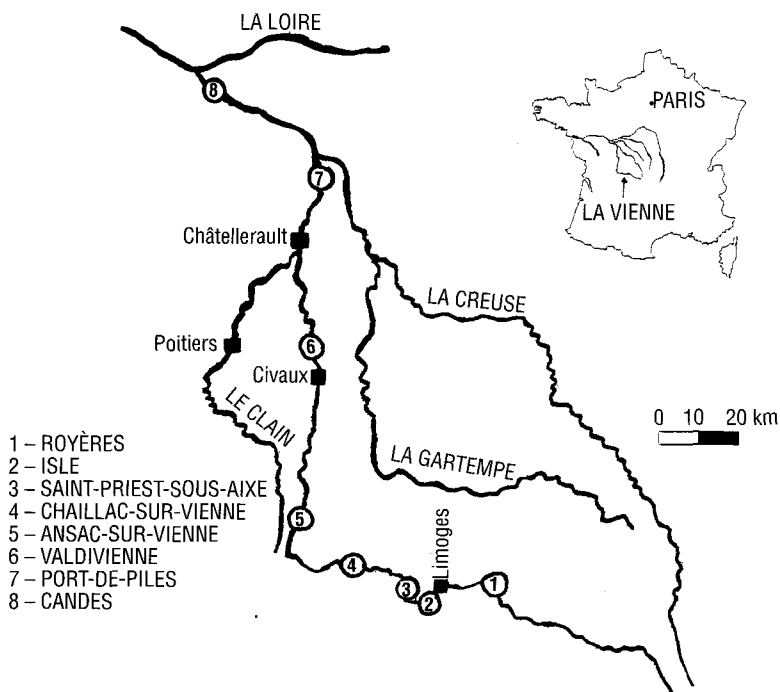 LA LOIRE
8
PARIS
7
LA VIENNE
Châtellerault
LA CREUSE
Poitiers
6
Civaux
LE CLAIN
0 10 20 km
LA GARTEMPE
1 – ROYÈRES
2 – ISLE
3 – SAINT-PRIEST-SOUS-AIXE
4 – CHAILLAC-SUR-VIENNE
5 – ANSAC-SUR-VIENNE
6 – VALDIVIENNE
7 – PORT-DE-PILES
8 – CANDES
5
Limoges
4
3
2
1